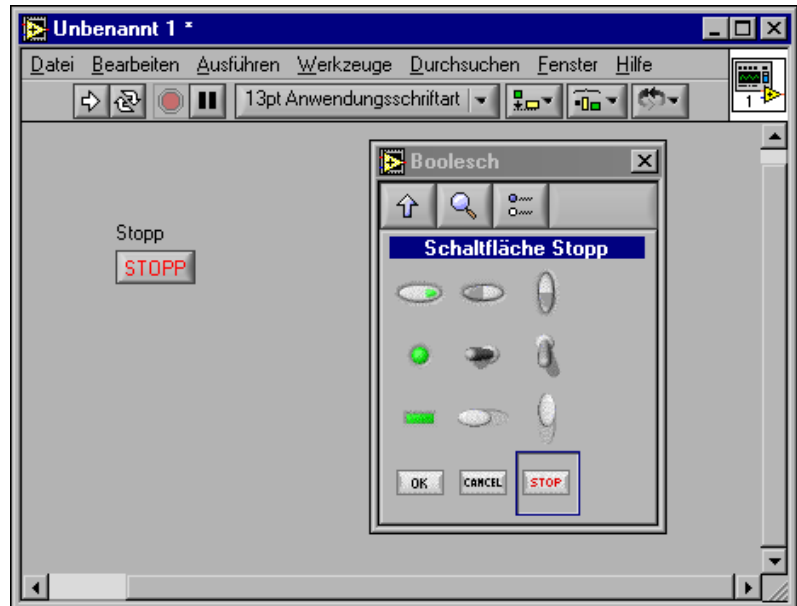 Unbenannt 1 *
Datei Bearbeiten Ausführen Werkzeuge Durchsuchen Fenster Hilfe
13pt Anwendungsschriftart
1
Boolesch
Schaltfläche Stopp
Stopp
STOPP
OK CANCEL STOP